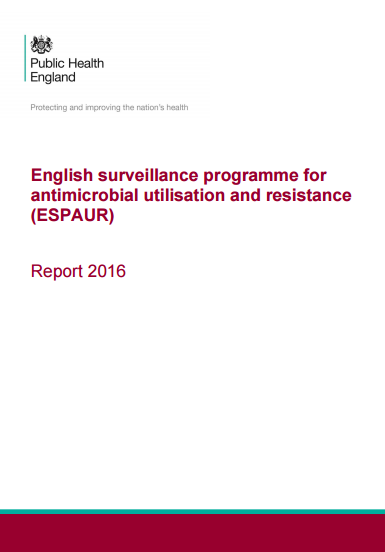 Public Health
England
Protecting and improving the nation's health
English surveillance programme for
antimicrobial utilisation and resistance
(ESPAUR)
Report 2016